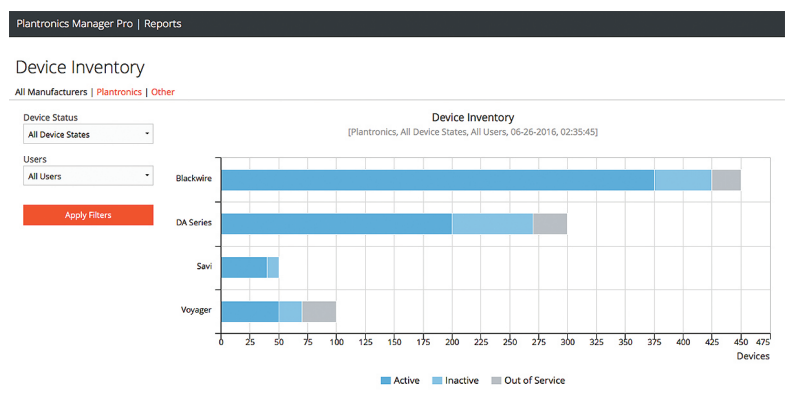 Plantronics Manager Pro | Reports
Device Inventory
All Manufacturers | Plantronics | Other
Device Status
All Device States
Users
All Users
Apply Filters
Device Inventory
[Plantronics, All Device States, All Users, 06-26-2016, 02:35:45]
Blackwire
DA Series
Savi
Voyager
0 25 50 75 100 125 150 175 200 225 250 275 300 325 350 375 400 425 450 475
Devices
Active Inactive Out of Service